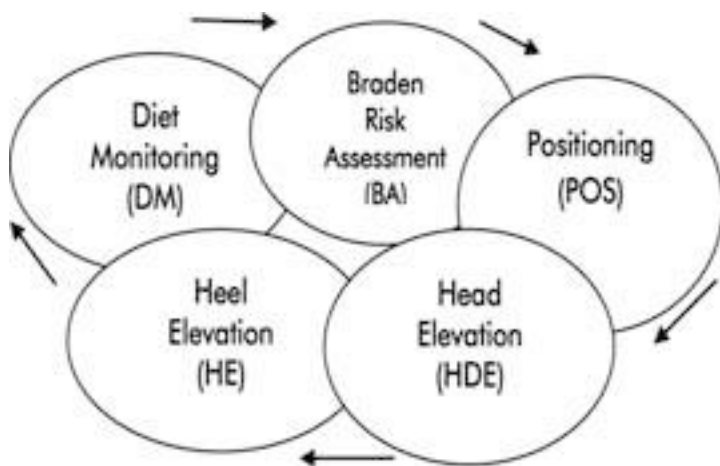 Diet
Monitoring
(DM)
Braden
Risk
Assessment
(BA)
Positioning
(POS)
Heel
Elevation
(HE)
Head
Elevation
(HDE)